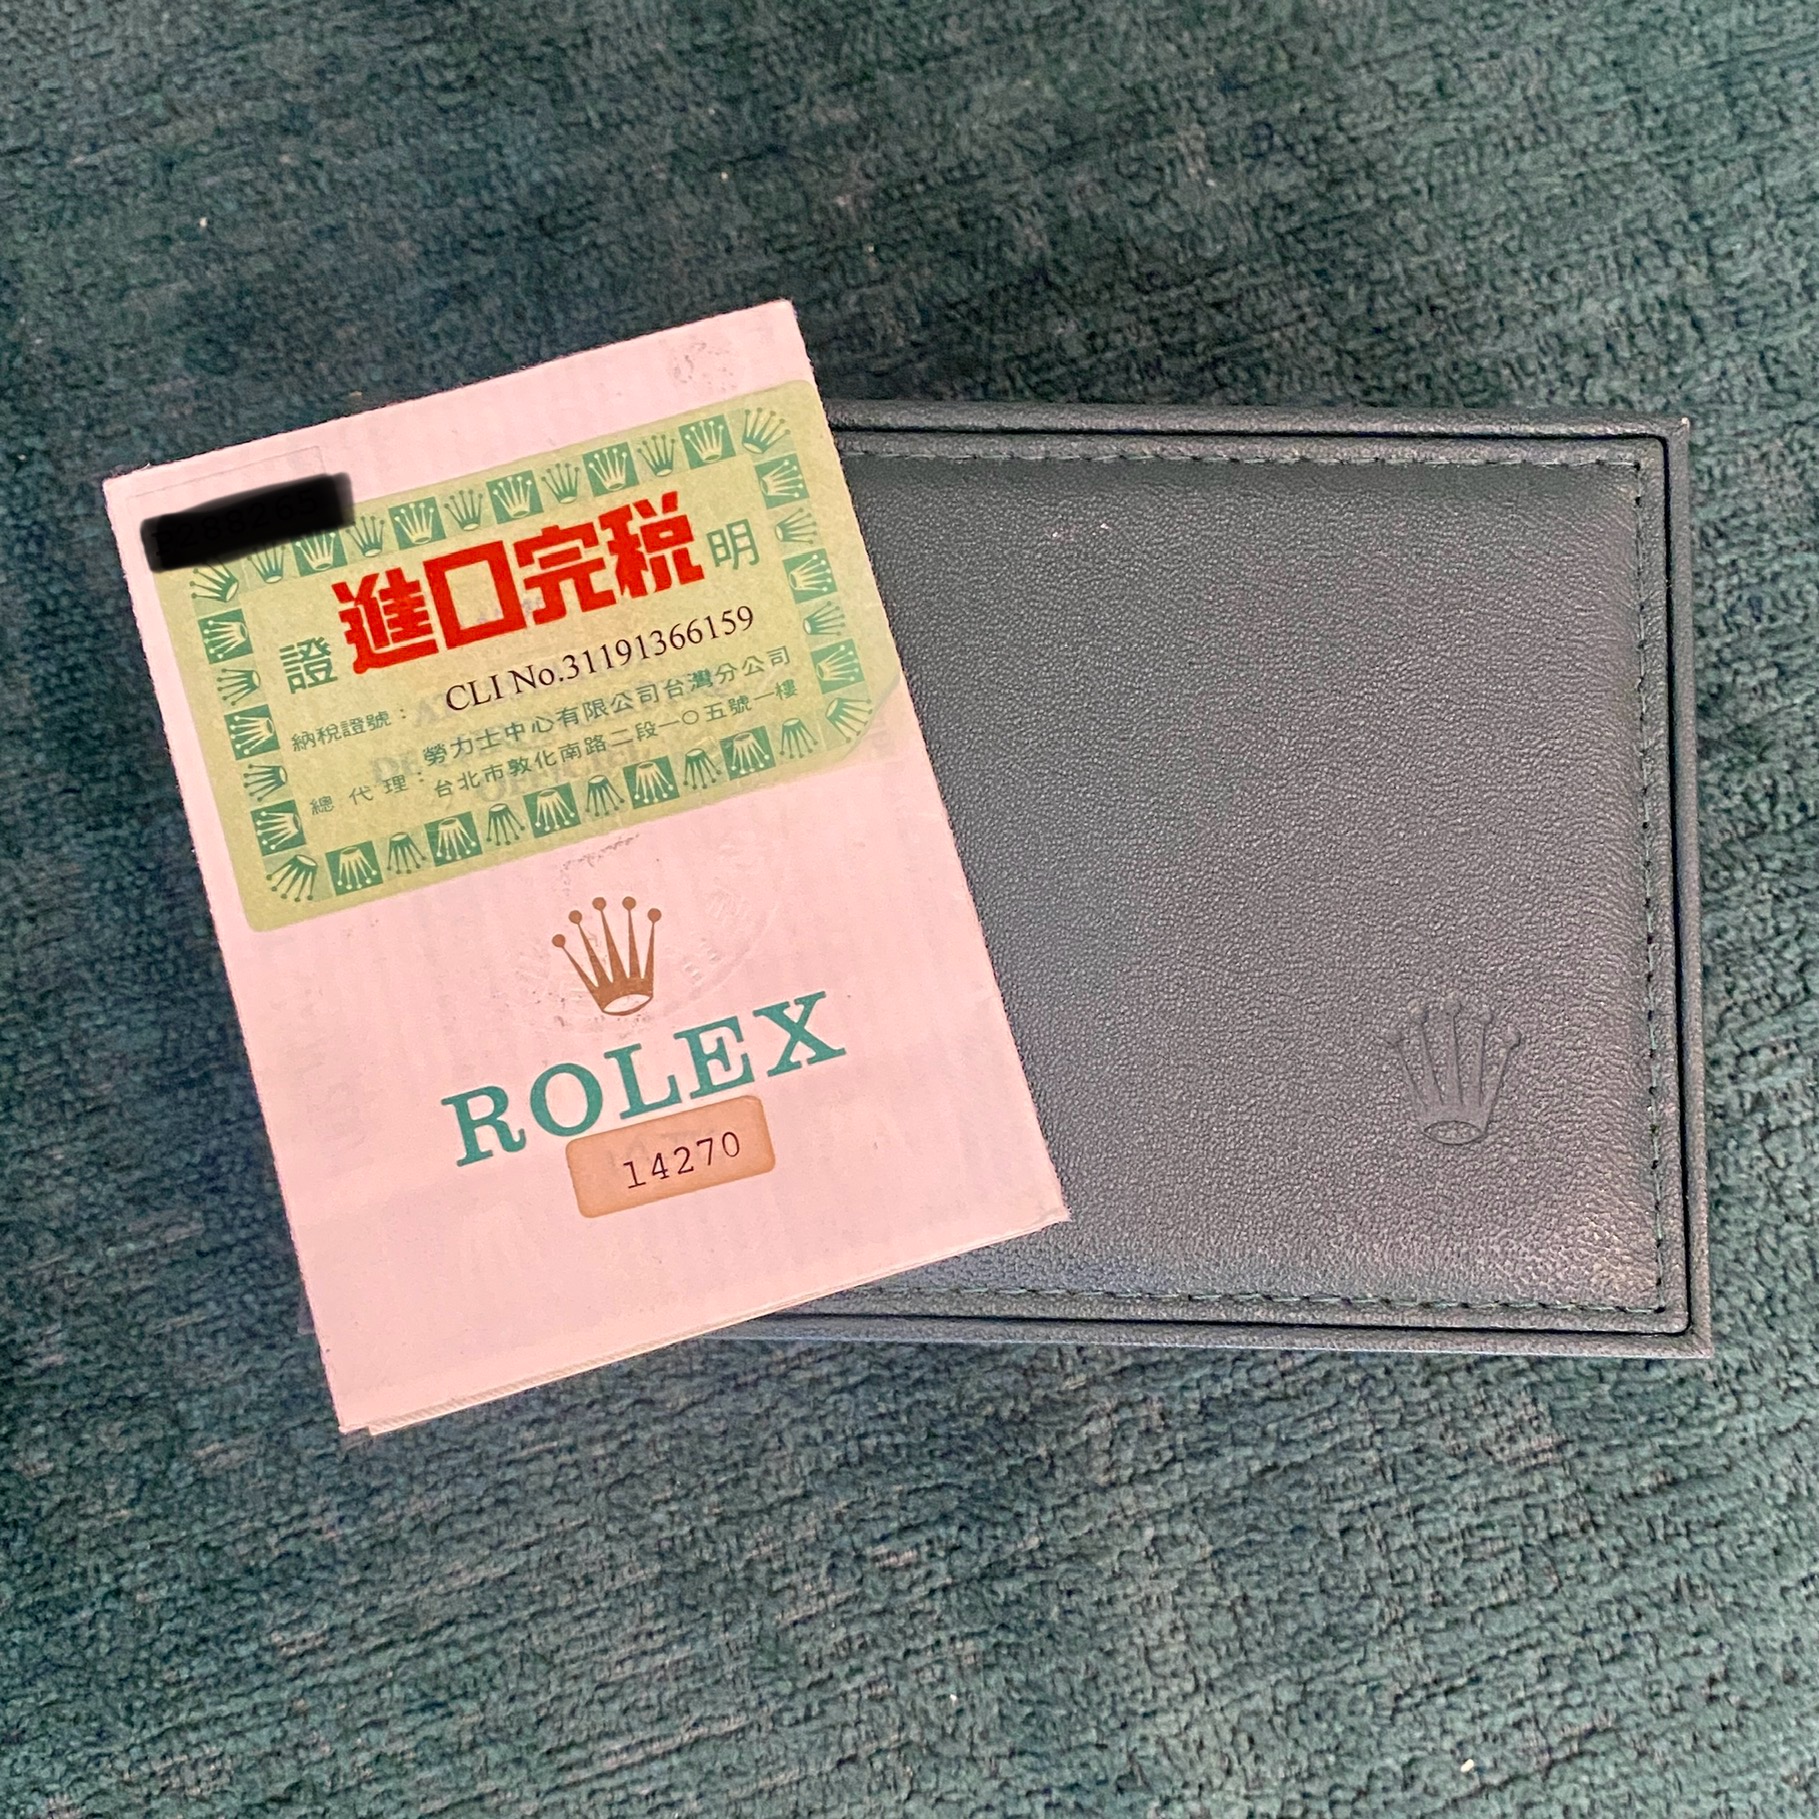 進口完稅
證
明
納稅證號：
CLI No.31191366159
總代理：
勞力士中心有限公司台灣分公司
台北市敦化南路二段一〇五號一樓
ROLEX
14270